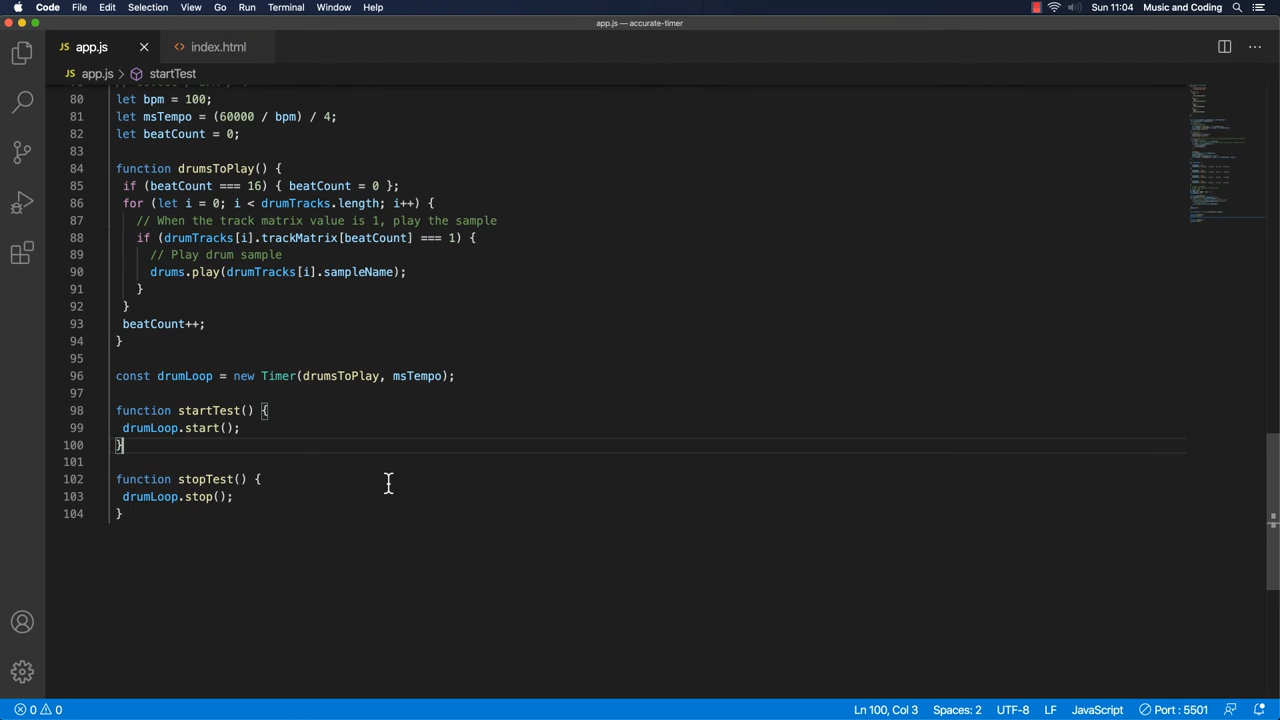 Code File Edit Selection View Go Run Terminal Window Help Sun 11:04 Music and Coding
app.js — accurate-timer
JS app.js index.html
JS app.js > startTest
80 let bpm = 100;
81 let msTempo = (60000 / bpm) / 4;
82 let beatCount = 0;
83
84 function drumsToPlay() {
85 if (beatCount === 16) { beatCount = 0 };
86 for (let i = 0; i < drumTracks.length; i++) {
87 // When the track matrix value is 1, play the sample
88 if (drumTracks[i].trackMatrix[beatCount] === 1) {
89 // Play drum sample
90 drums.play(drumTracks[i].sampleName);
91 }
92 }
93 beatCount++;
94 }
95
96 const drumLoop = new Timer(drumsToPlay, msTempo);
97
98 function startTest() {
99 drumLoop.start();
100 }
101
102 function stopTest() {
103 drumLoop.stop();
104 }
0 0 Ln 100, Col 3 Spaces: 2 UTF-8 LF JavaScript Port : 5501